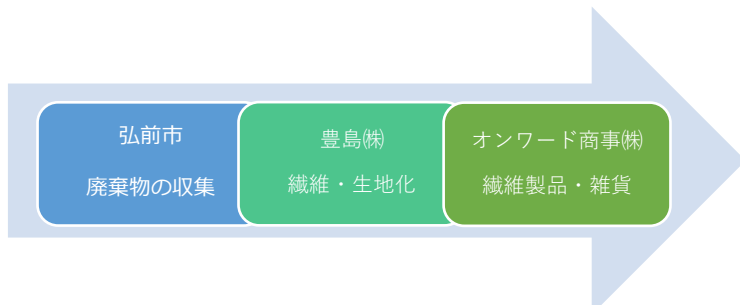 弘前市
廃棄物の収集
豊島㈱
繊維・生地化
オンワード商事㈱
繊維製品・雑貨